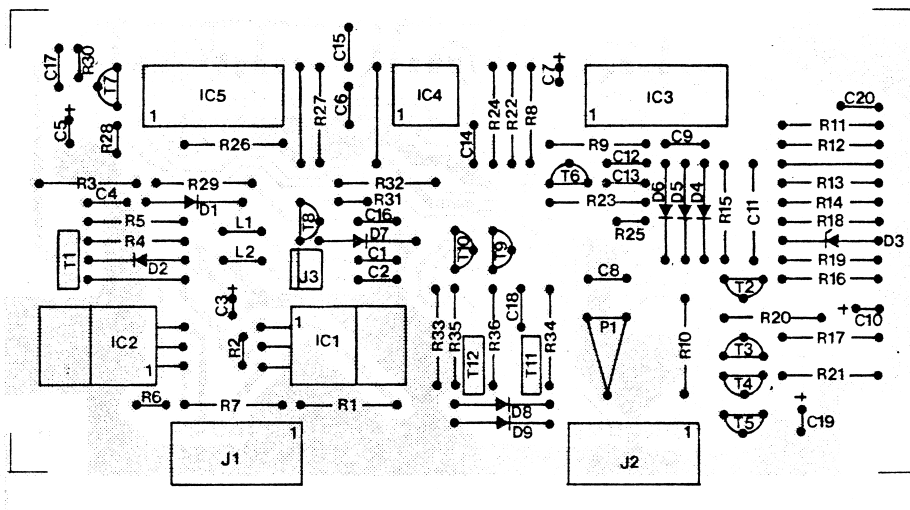 C15
C17
R30
T7
IC5
1
R27
C6
IC4
1
R24
R22
R8
C7
+
IC3
1
C20
+
C5
R28
R26
C14
R9
C9
R11
C12
R12
R3
R29
R32
T6
C13
D6
D5
D4
R13
C4
D1
R31
R23
R15
C11
R14
R5
L1
T8
C16
R25
R18
R4
D7
T10
T9
D3
T1
D2
L2
J3
C1
R19
C2
C8
T2
R16
+
C3
C18
R33
R35
R36
R34
P1
R10
R20
+
C10
IC2
1
R2
1
IC1
T12
T11
T3
R17
T4
R21
R6
R7
R1
D8
D9
T5
+
C19
J1
1
J2
1